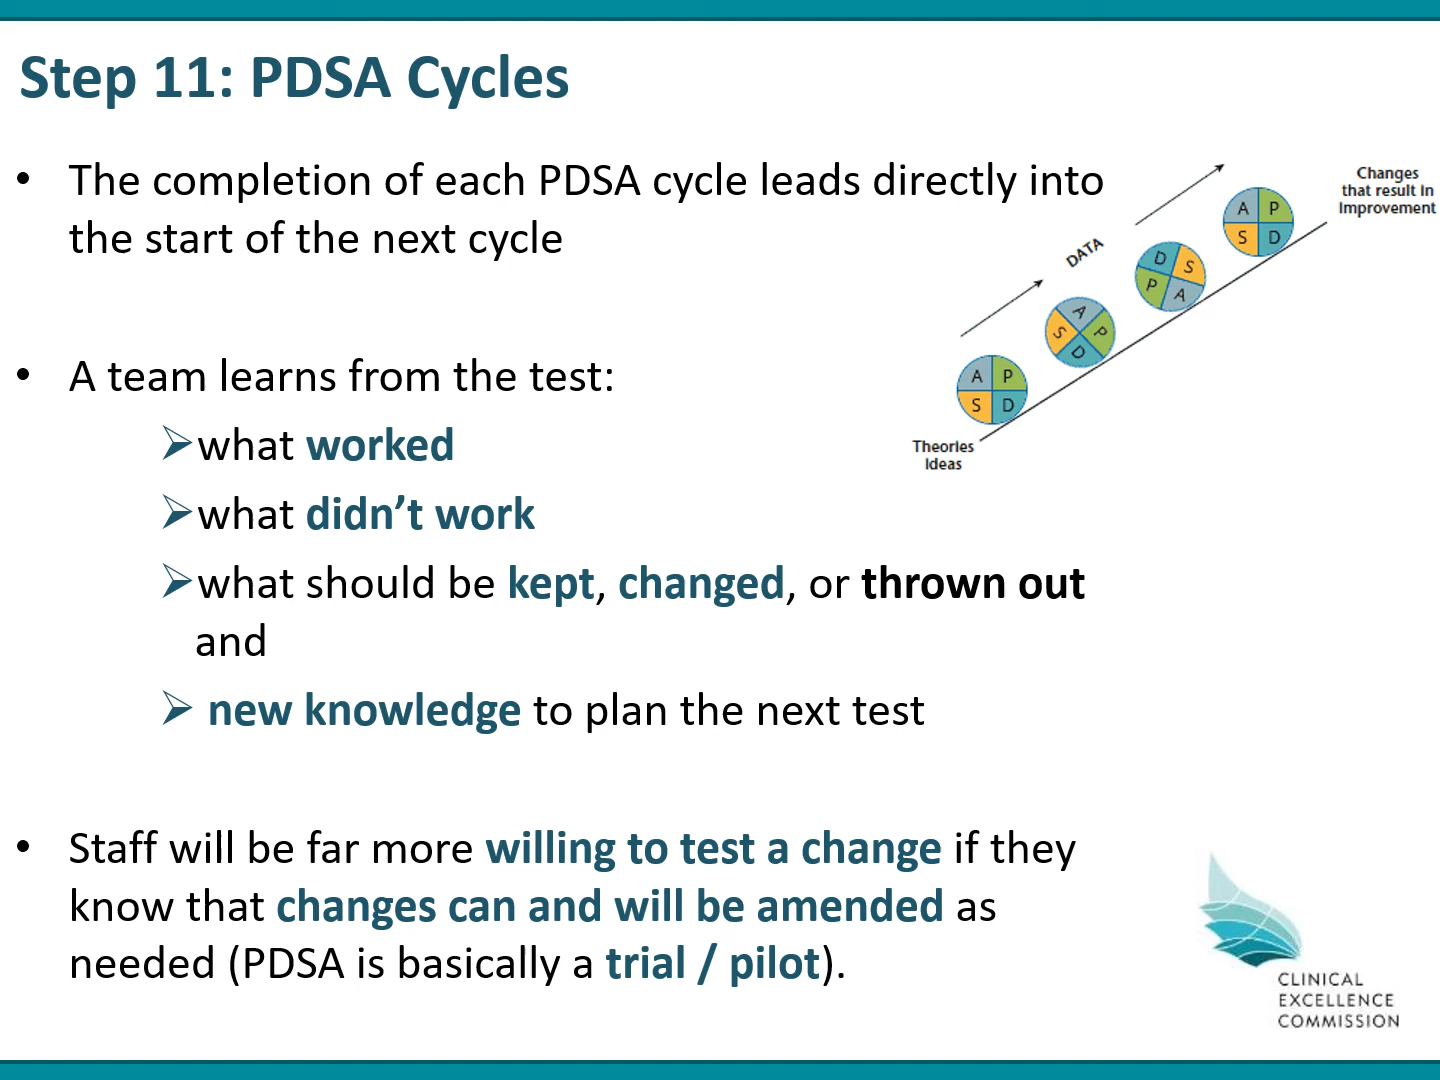 Step 11: PDSA Cycles
• The completion of each PDSA cycle leads directly into
the start of the next cycle
• A team learns from the test:
➢what worked
➢what didn’t work
➢what should be kept, changed, or thrown out
and
➢ new knowledge to plan the next test
• Staff will be far more willing to test a change if they
know that changes can and will be amended as
needed (PDSA is basically a trial / pilot).
Changes
that result in
Improvement
DATA
A P
S D
D S
P A
A P
S D
A P
S D
Theories
Ideas
CLINICAL
EXCELLENCE
COMMISSION